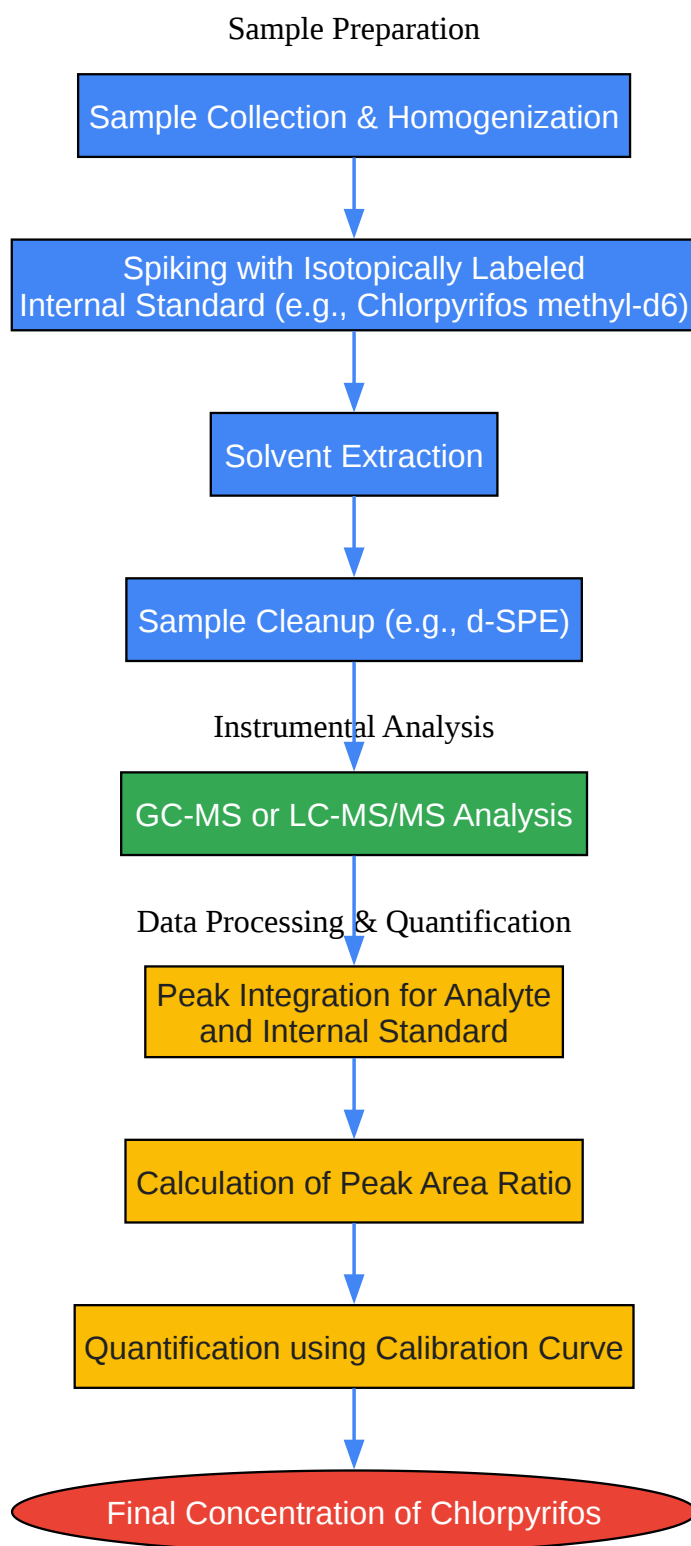 Sample Preparation
Sample Collection & Homogenization
Spiking with Isotopically Labeled
Internal Standard (e.g., Chlorpyrifos methyl-d6)
Solvent Extraction
Sample Cleanup (e.g., d-SPE)
Instrumental Analysis
GC-MS or LC-MS/MS Analysis
Data Processing & Quantification
Peak Integration for Analyte
and Internal Standard
Calculation of Peak Area Ratio
Quantification using Calibration Curve
Final Concentration of Chlorpyrifos